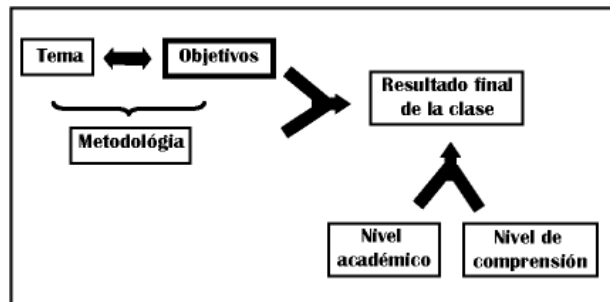 Tema
Objetivos
Metodológia
Resultado final
de la clase
Nivel
académico
Nivel de
comprensión